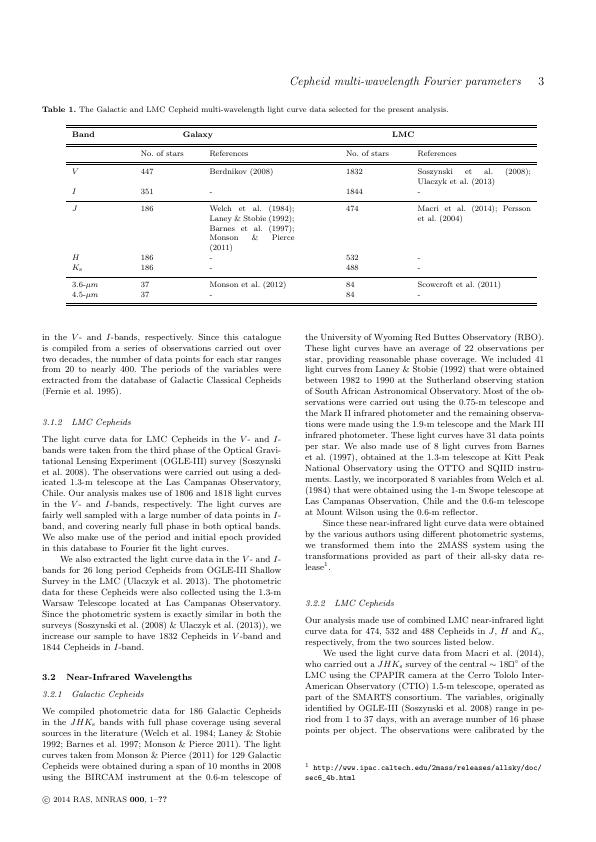 Cepheid multi-wavelength Fourier parameters 3
Table 1. The Galactic and LMC Cepheid multi-wavelength light curve data selected for the present analysis.
Band Galaxy LMC
No. of stars References No. of stars References
V 447 Berdnikov (2008) 1832 Soszynski et al. (2008);
Ulaczyk et al. (2013)
I 351 - 1844 -
J 186 Welch et al. (1984); 474 Macri et al. (2014); Persson
Laney & Stobie (1992); et al. (2004)
Barnes et al. (1997);
Monson & Pierce
(2011)
H 186 - 532 -
Ks 186 - 488 -
3.6-μm 37 Monson et al. (2012) 84 Scowcroft et al. (2011)
4.5-μm 37 - 84 -
in the V- and I-bands, respectively. Since this catalogue
is compiled from a series of observations carried out over
two decades, the number of data points for each star ranges
from 20 to nearly 400. The periods of the variables were
extracted from the database of Galactic Classical Cepheids
(Fernie et al. 1995).
3.1.2 LMC Cepheids
The light curve data for LMC Cepheids in the V- and I-
bands were taken from the third phase of the Optical Gravi-
tational Lensing Experiment (OGLE-III) survey (Soszynski
et al. 2008). The observations were carried out using a ded-
icated 1.3-m telescope at the Las Campanas Observatory,
Chile. Our analysis makes use of 1806 and 1818 light curves
in the V- and I-bands, respectively. The light curves are
fairly well sampled with a large number of data points in I-
band, and covering nearly full phase in both optical bands.
We also make use of the period and initial epoch provided
in this database to Fourier fit the light curves.
We also extracted the light curve data in the V- and I-
bands for 26 long period Cepheids from OGLE-III Shallow
Survey in the LMC (Ulaczyk et al. 2013). The photometric
data for these Cepheids were also collected using the 1.3-m
Warsaw Telescope located at Las Campanas Observatory.
Since the photometric system is exactly similar in both the
surveys (Soszynski et al. (2008) & Ulaczyk et al. (2013)), we
increase our sample to have 1832 Cepheids in V-band and
1844 Cepheids in I-band.
3.2 Near-Infrared Wavelengths
3.2.1 Galactic Cepheids
We compiled photometric data for 186 Galactic Cepheids
in the JHKs bands with full phase coverage using several
sources in the literature (Welch et al. 1984; Laney & Stobie
1992; Barnes et al. 1997; Monson & Pierce 2011). The light
curves taken from Monson & Pierce (2011) for 129 Galactic
Cepheids were obtained during a span of 10 months in 2008
using the BIRCAM instrument at the 0.6-m telescope of
the University of Wyoming Red Buttes Observatory (RBO).
These light curves have an average of 22 observations per
star, providing reasonable phase coverage. We included 41
light curves from Laney & Stobie (1992) that were obtained
between 1982 to 1990 at the Sutherland observing station
of South African Astronomical Observatory. Most of the ob-
servations were carried out using the 0.75-m telescope and
the Mark II infrared photometer and the remaining observa-
tions were made using the 1.9-m telescope and the Mark III
infrared photometer. These light curves have 31 data points
per star. We also made use of 8 light curves from Barnes
et al. (1997), obtained at the 1.3-m telescope at Kitt Peak
National Observatory using the OTTO and SQIID instru-
ments. Lastly, we incorporated 8 variables from Welch et al.
(1984) that were obtained using the 1-m Swope telescope at
Las Campanas Observatory, Chile and the 0.6-m telescope
at Mount Wilson using the 0.6-m reflector.
Since these near-infrared light curve data were obtained
by the various authors using different photometric systems,
we transformed them into the 2MASS system using the
transformations provided as part of their all-sky data re-
lease1.
3.2.2 LMC Cepheids
Our analysis made use of combined LMC near-infrared light
curve data for 474, 532 and 488 Cepheids in J, H and Ks,
respectively, from the two sources listed below.
We used the light curve data from Macri et al. (2014),
who carried out a JHKs survey of the central ~ 18□° of the
LMC using the CPAPIR camera at the Cerro Tololo Inter-
American Observatory (CTIO) 1.5-m telescope, operated as
part of the SMARTS consortium. The variables, originally
identified by OGLE-III (Soszynski et al. 2008) range in pe-
riod from 1 to 37 days, with an average number of 16 phase
points per object. The observations were calibrated by the
1 http://www.ipac.caltech.edu/2mass/releases/allsky/doc/
sec6_4b.html
© 2014 RAS, MNRAS 000, 1–??